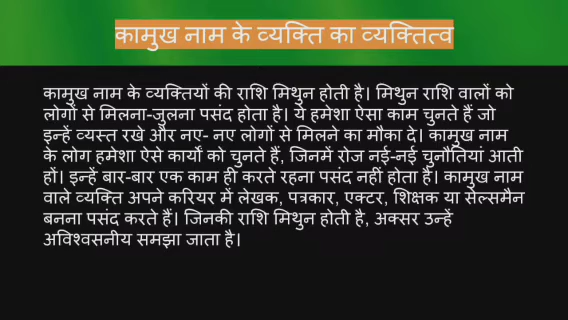 कामुख नाम के व्यक्ति का व्यक्तित्व
कामुख नाम के व्यक्तियों की राशि मिथुन होती है। मिथुन राशि वालों को
लोगों से मिलना-जुलना पसंद होता है। ये हमेशा ऐसा काम चुनते हैं जो
इन्हें व्यस्त रखे और नए- नए लोगों से मिलने का मौका दे। कामुख नाम
के लोग हमेशा ऐसे कार्यों को चुनते हैं, जिनमें रोज नई-नई चुनौतियां आती
हों। इन्हें बार-बार एक काम ही करते रहना पसंद नहीं होता है। कामुख नाम
वाले व्यक्ति अपने करियर में लेखक, पत्रकार, एक्टर, शिक्षक या सेल्समैन
बनना पसंद करते हैं। जिनकी राशि मिथुन होती है, अक्सर उन्हें
अविश्वसनीय समझा जाता है।